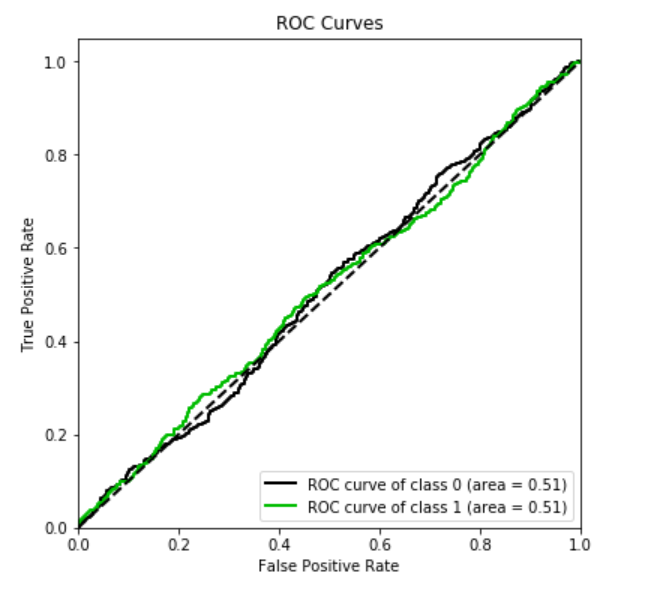 ROC Curves
1.0
0.8
0.6
0.4
0.2
0.0
True Positive Rate
ROC curve of class 0 (area = 0.51)
ROC curve of class 1 (area = 0.51)
0.0 0.2 0.4 0.6 0.8 1.0
False Positive Rate